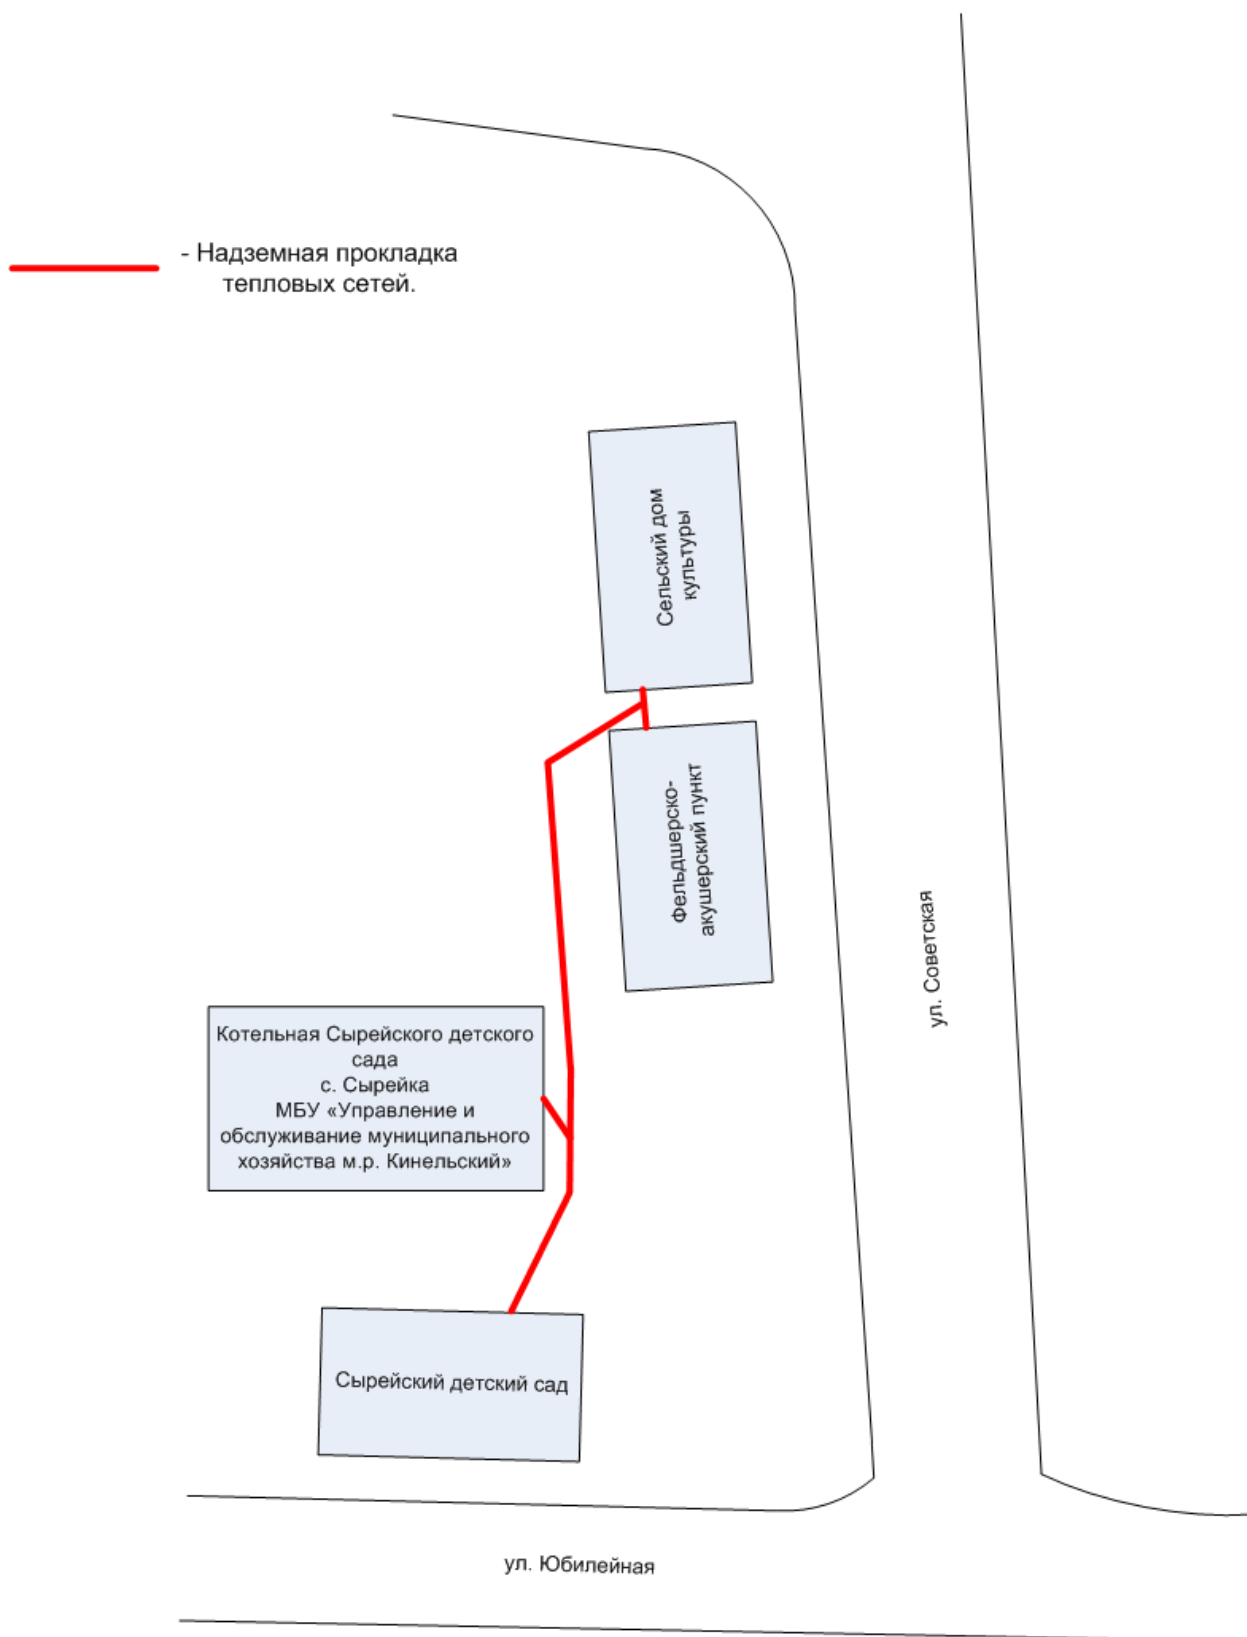 - Надземная прокладка
тепловых сетей.
Сельский дом
культуры
Фельдшерско-
акушерский пункт
ул. Советская
Котельная Сырейского детского
сада
с. Сырейка
МБУ «Управление и
обслуживание муниципального
хозяйства м.р. Кинельский»
Сырейский детский сад
ул. Юбилейная